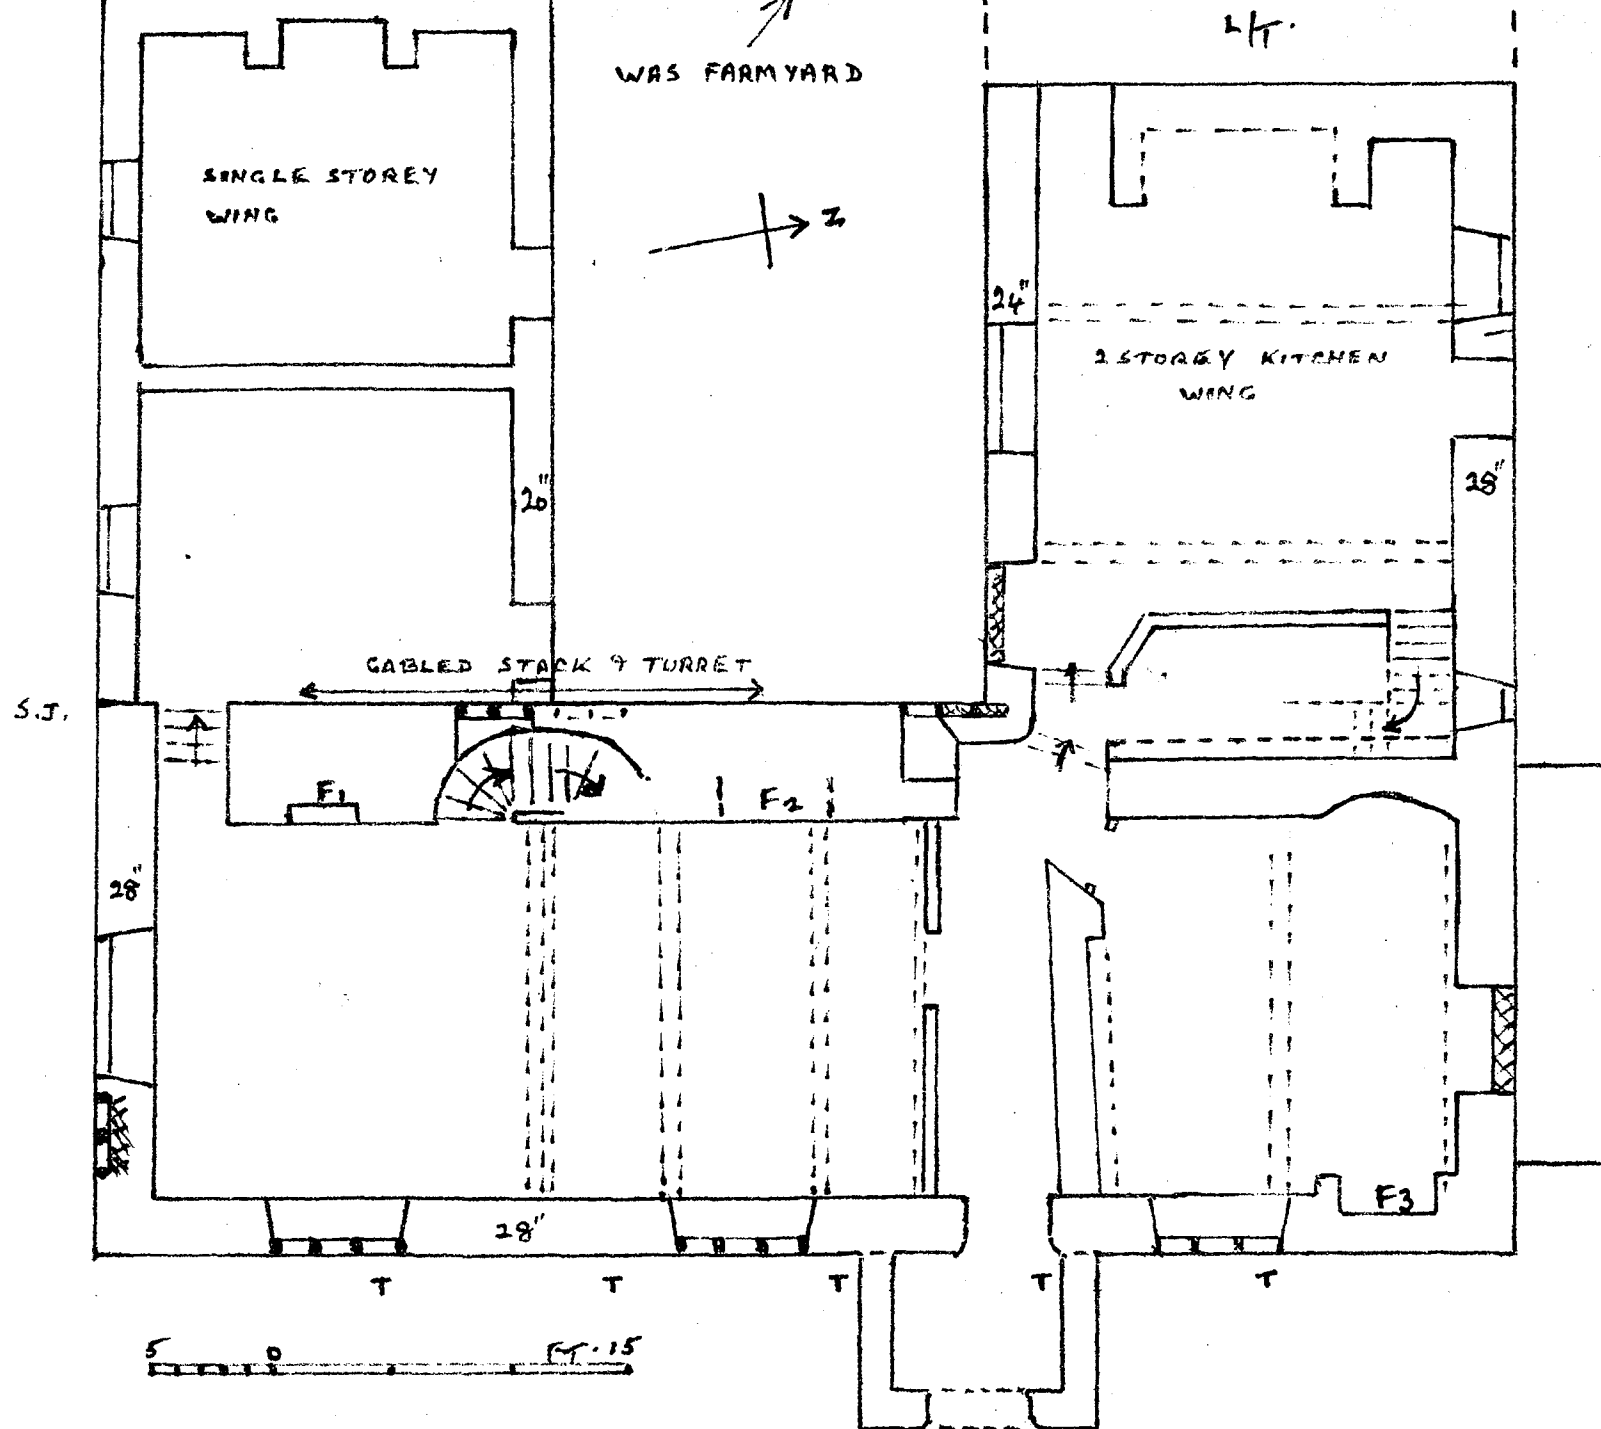 L/T.
WAS FARMYARD
SINGLE STOREY
WING
N
24"
2 STOREY KITCHEN
WING
20"
28"
GABLED STACK & TURRET
S.J.
F1
F2
28"
F3
28"
T
T
T
T
T
5
0
FT. 15